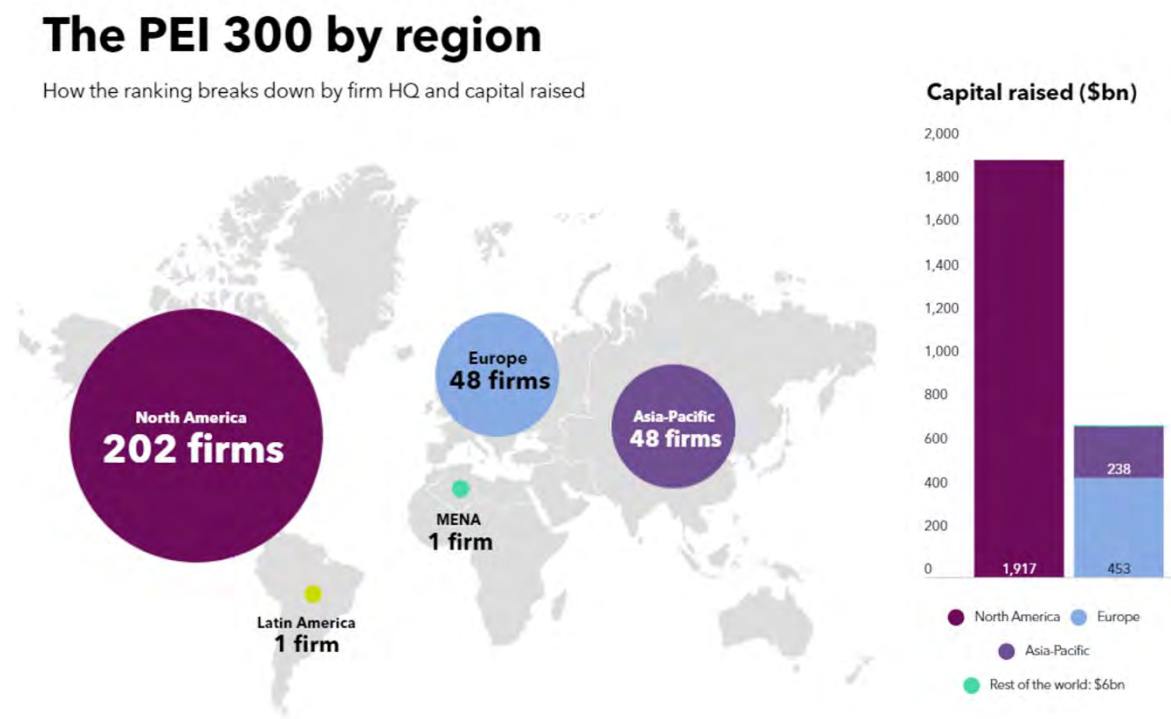 The PEI 300 by region
How the ranking breaks down by firm HQ and capital raised
North America
202 firms
Europe
48 firms
Asia-Pacific
48 firms
MENA
1 firm
Latin America
1 firm
Capital raised ($bn)
2,000
1,800
1,600
1,400
1,200
1,000
800
600
400
200
0
1,917
238
453
North America
Europe
Asia-Pacific
Rest of the world: $6bn